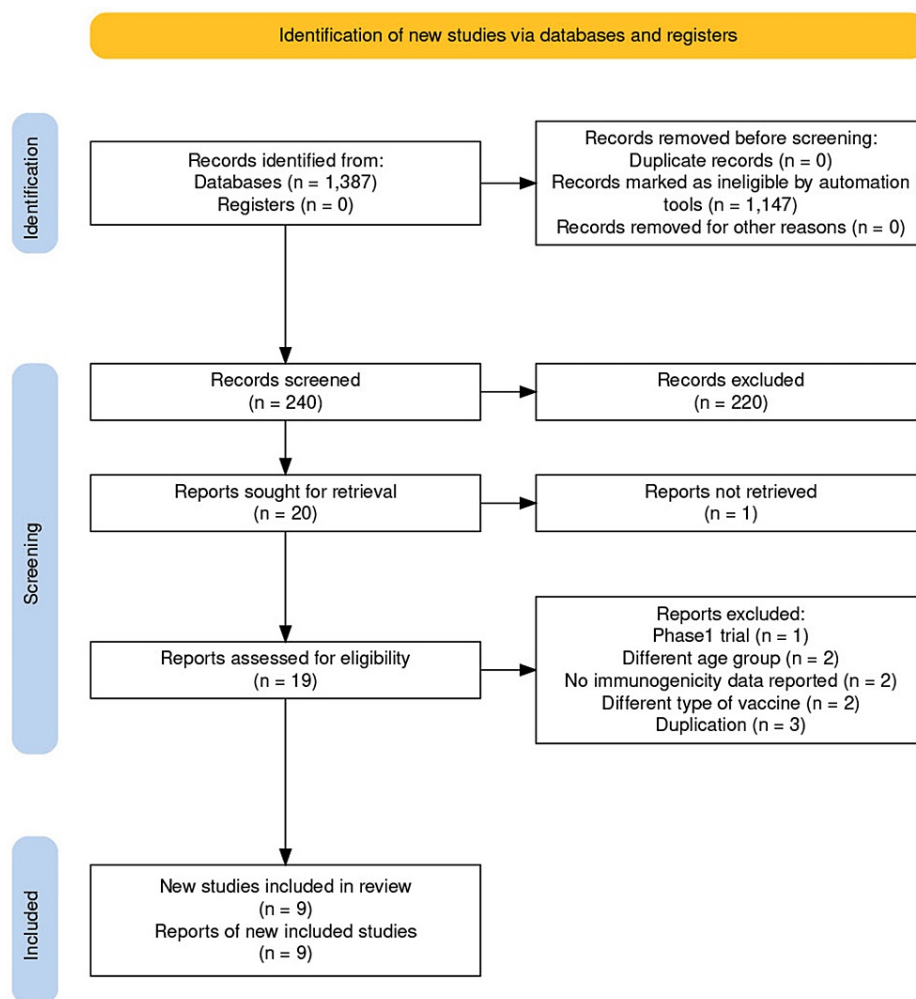 Identification of new studies via databases and registers
Identification
Records identified from:
Databases (n = 1,387)
Registers (n = 0)
Records removed before screening:
Duplicate records (n = 0)
Records marked as ineligible by automation
tools (n = 1,147)
Records removed for other reasons (n = 0)
Screening
Records screened
(n = 240)
Records excluded
(n = 220)
Reports sought for retrieval
(n = 20)
Reports not retrieved
(n = 1)
Reports assessed for eligibility
(n = 19)
Reports excluded:
Phase1 trial (n = 1)
Different age group (n = 2)
No immunogenicity data reported (n = 2)
Different type of vaccine (n = 2)
Duplication (n = 3)
Included
New studies included in review
(n = 9)
Reports of new included studies
(n = 9)